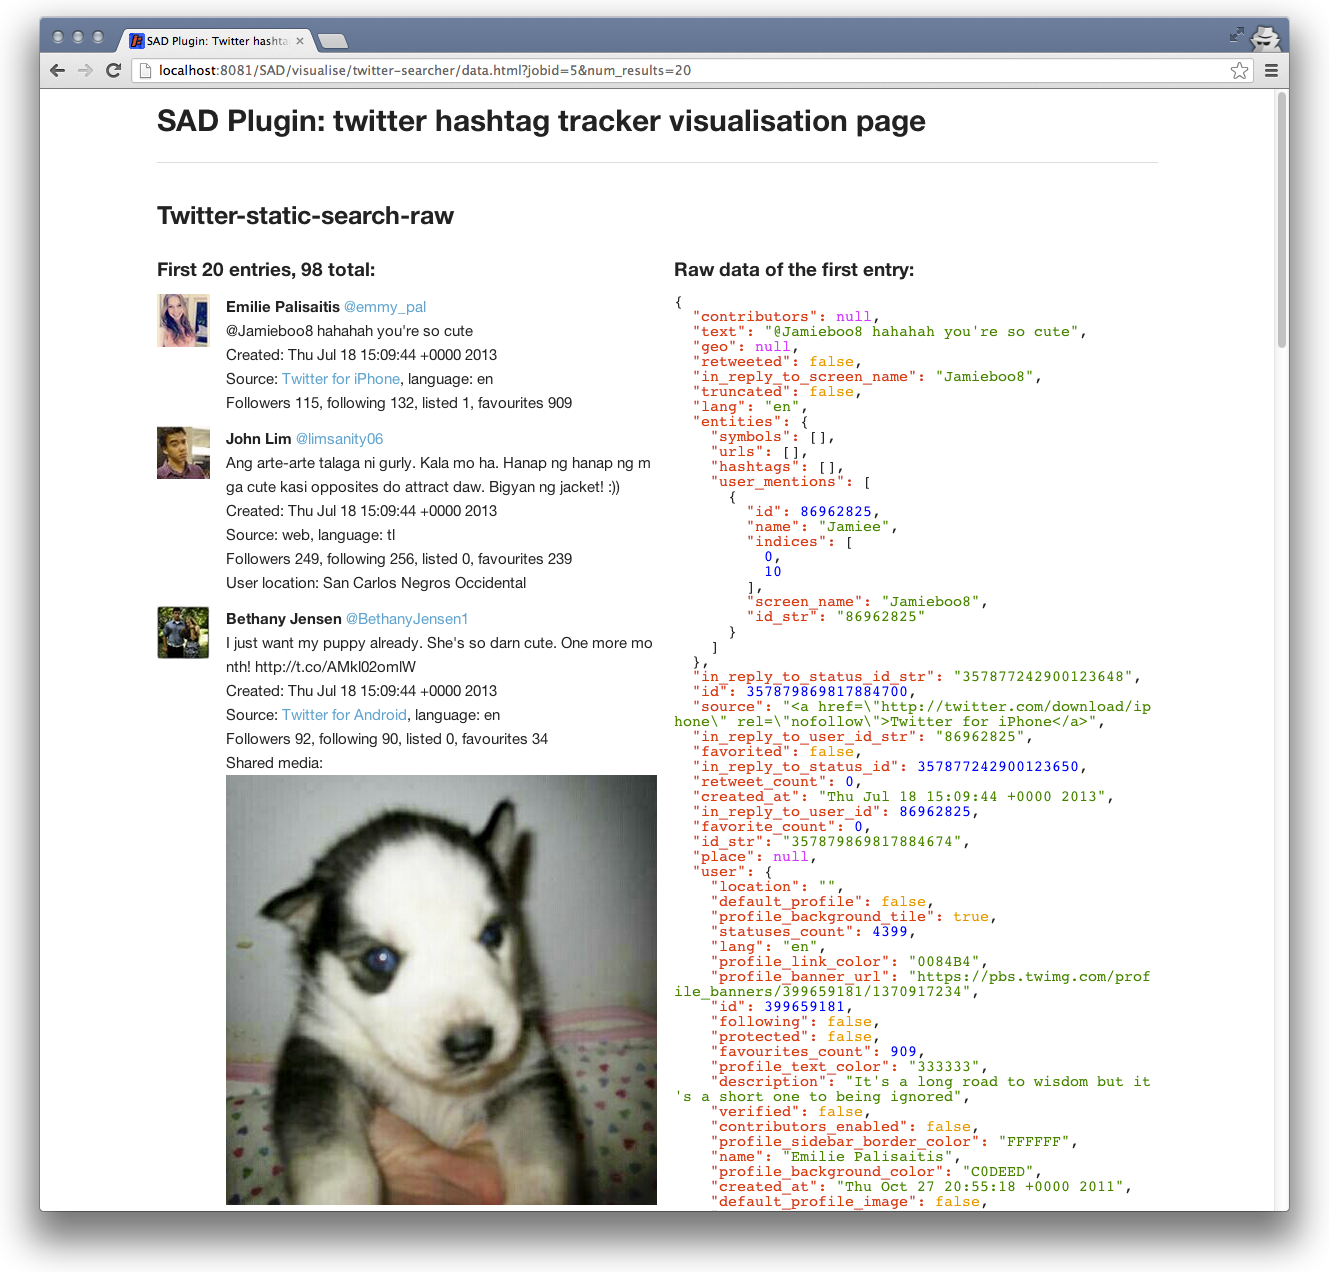 SAD Plugin: Twitter hashta
localhost:8081/SAD/visualise/twitter-searcher/data.html?jobid=5&num_results=20
SAD Plugin: twitter hashtag tracker visualisation page
Twitter-static-search-raw
First 20 entries, 98 total:
Emilie Palisaitis @emmy_pal
@Jamieboo8 hahahah you're so cute
Created: Thu Jul 18 15:09:44 +0000 2013
Source: Twitter for iPhone, language: en
Followers 115, following 132, listed 1, favourites 909
John Lim @limsanity06
Ang arte-arte talaga ni gurly. Kala mo ha. Hanap ng hanap ng m
ga cute kasi opposites do attract daw. Bigyan ng jacket! :))
Created: Thu Jul 18 15:09:44 +0000 2013
Source: web, language: tl
Followers 249, following 256, listed 0, favourites 239
User location: San Carlos Negros Occidental
Bethany Jensen @BethanyJensen1
I just want my puppy already. She's so darn cute. One more mo
nth! http://t.co/AMkl02omlW
Created: Thu Jul 18 15:09:44 +0000 2013
Source: Twitter for Android, language: en
Followers 92, following 90, listed 0, favourites 34
Shared media:
Raw data of the first entry:
{
"contributors": null,
"text": "@Jamieboo8 hahahah you're so cute",
"geo": null,
"retweeted": false,
"in_reply_to_screen_name": "Jamieboo8",
"truncated": false,
"lang": "en",
"entities": {
"symbols": [],
"urls": [],
"hashtags": [],
"user_mentions": [
{
"id": 86962825,
"name": "Jamiee",
"indices": [
0,
10
],
"screen_name": "Jamieboo8",
"id_str": "86962825"
}
]
},
"in_reply_to_status_id_str": "357877242900123648",
"id": 357879869817884700,
"source": "<a href=\"http://twitter.com/download/ip
hone\" rel=\"nofollow\">Twitter for iPhone</a>",
"in_reply_to_user_id_str": "86962825",
"favorited": false,
"in_reply_to_status_id": 357877242900123650,
"retweet_count": 0,
"created_at": "Thu Jul 18 15:09:44 +0000 2013",
"in_reply_to_user_id": 86962825,
"favorite_count": 0,
"id_str": "357879869817884674",
"place": null,
"user": {
"location": "",
"default_profile": false,
"profile_background_tile": true,
"statuses_count": 4399,
"lang": "en",
"profile_link_color": "0084B4",
"profile_banner_url": "https://pbs.twimg.com/prof
ile_banners/399659181/1370917234",
"id": 399659181,
"following": false,
"protected": false,
"favourites_count": 909,
"profile_text_color": "333333",
"description": "It's a long road to wisdom but it
's a short one to being ignored",
"verified": false,
"contributors_enabled": false,
"profile_sidebar_border_color": "FFFFFF",
"name": "Emilie Palisaitis",
"profile_background_color": "C0DEED",
"created_at": "Thu Oct 27 20:55:18 +0000 2011",
"default_profile_image": false,